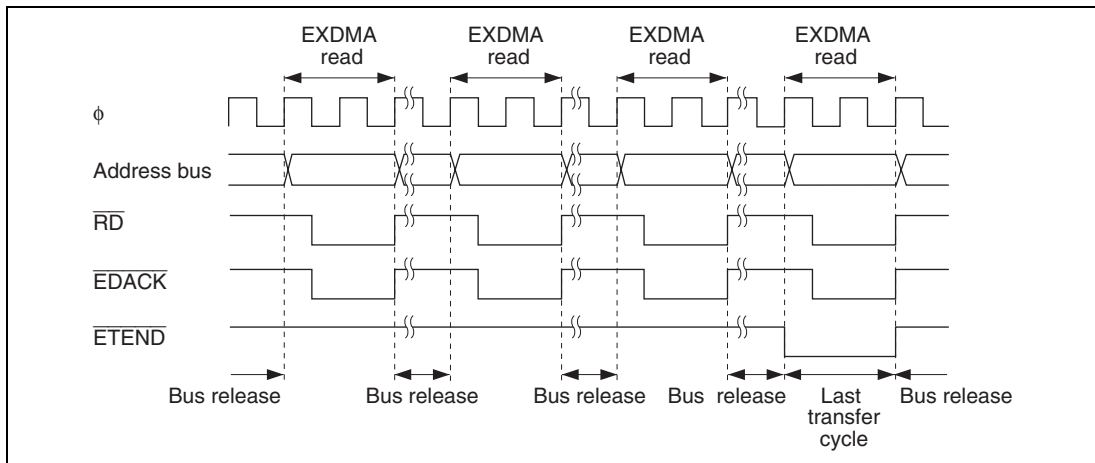 EXDMA read
EXDMA read
EXDMA read
EXDMA read
ϕ
Address bus
RD
EDACK
ETEND
Bus release
Bus release
Bus release
Bus release
Last transfer cycle
Bus release